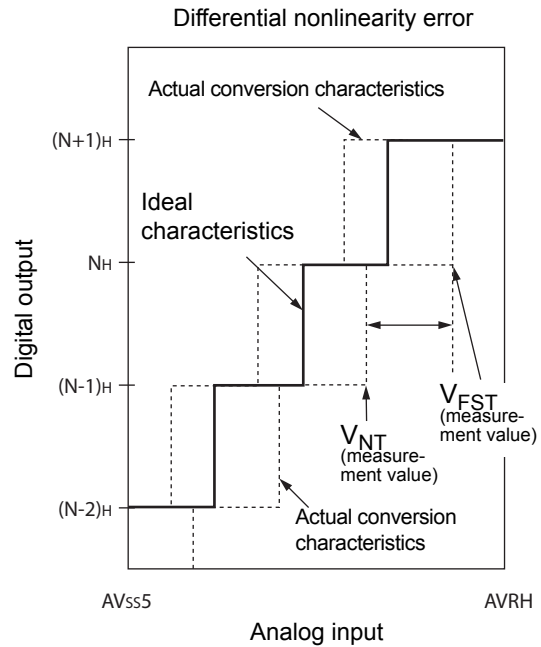 Differential nonlinearity error
Actual conversion characteristics
(N+1)H
Ideal
characteristics
NH
Digital output
(N-1)H
VFST
(measure-
ment value)
VNT
(measure-
ment value)
(N-2)H
Actual conversion
characteristics
AVss5
AVRH
Analog input